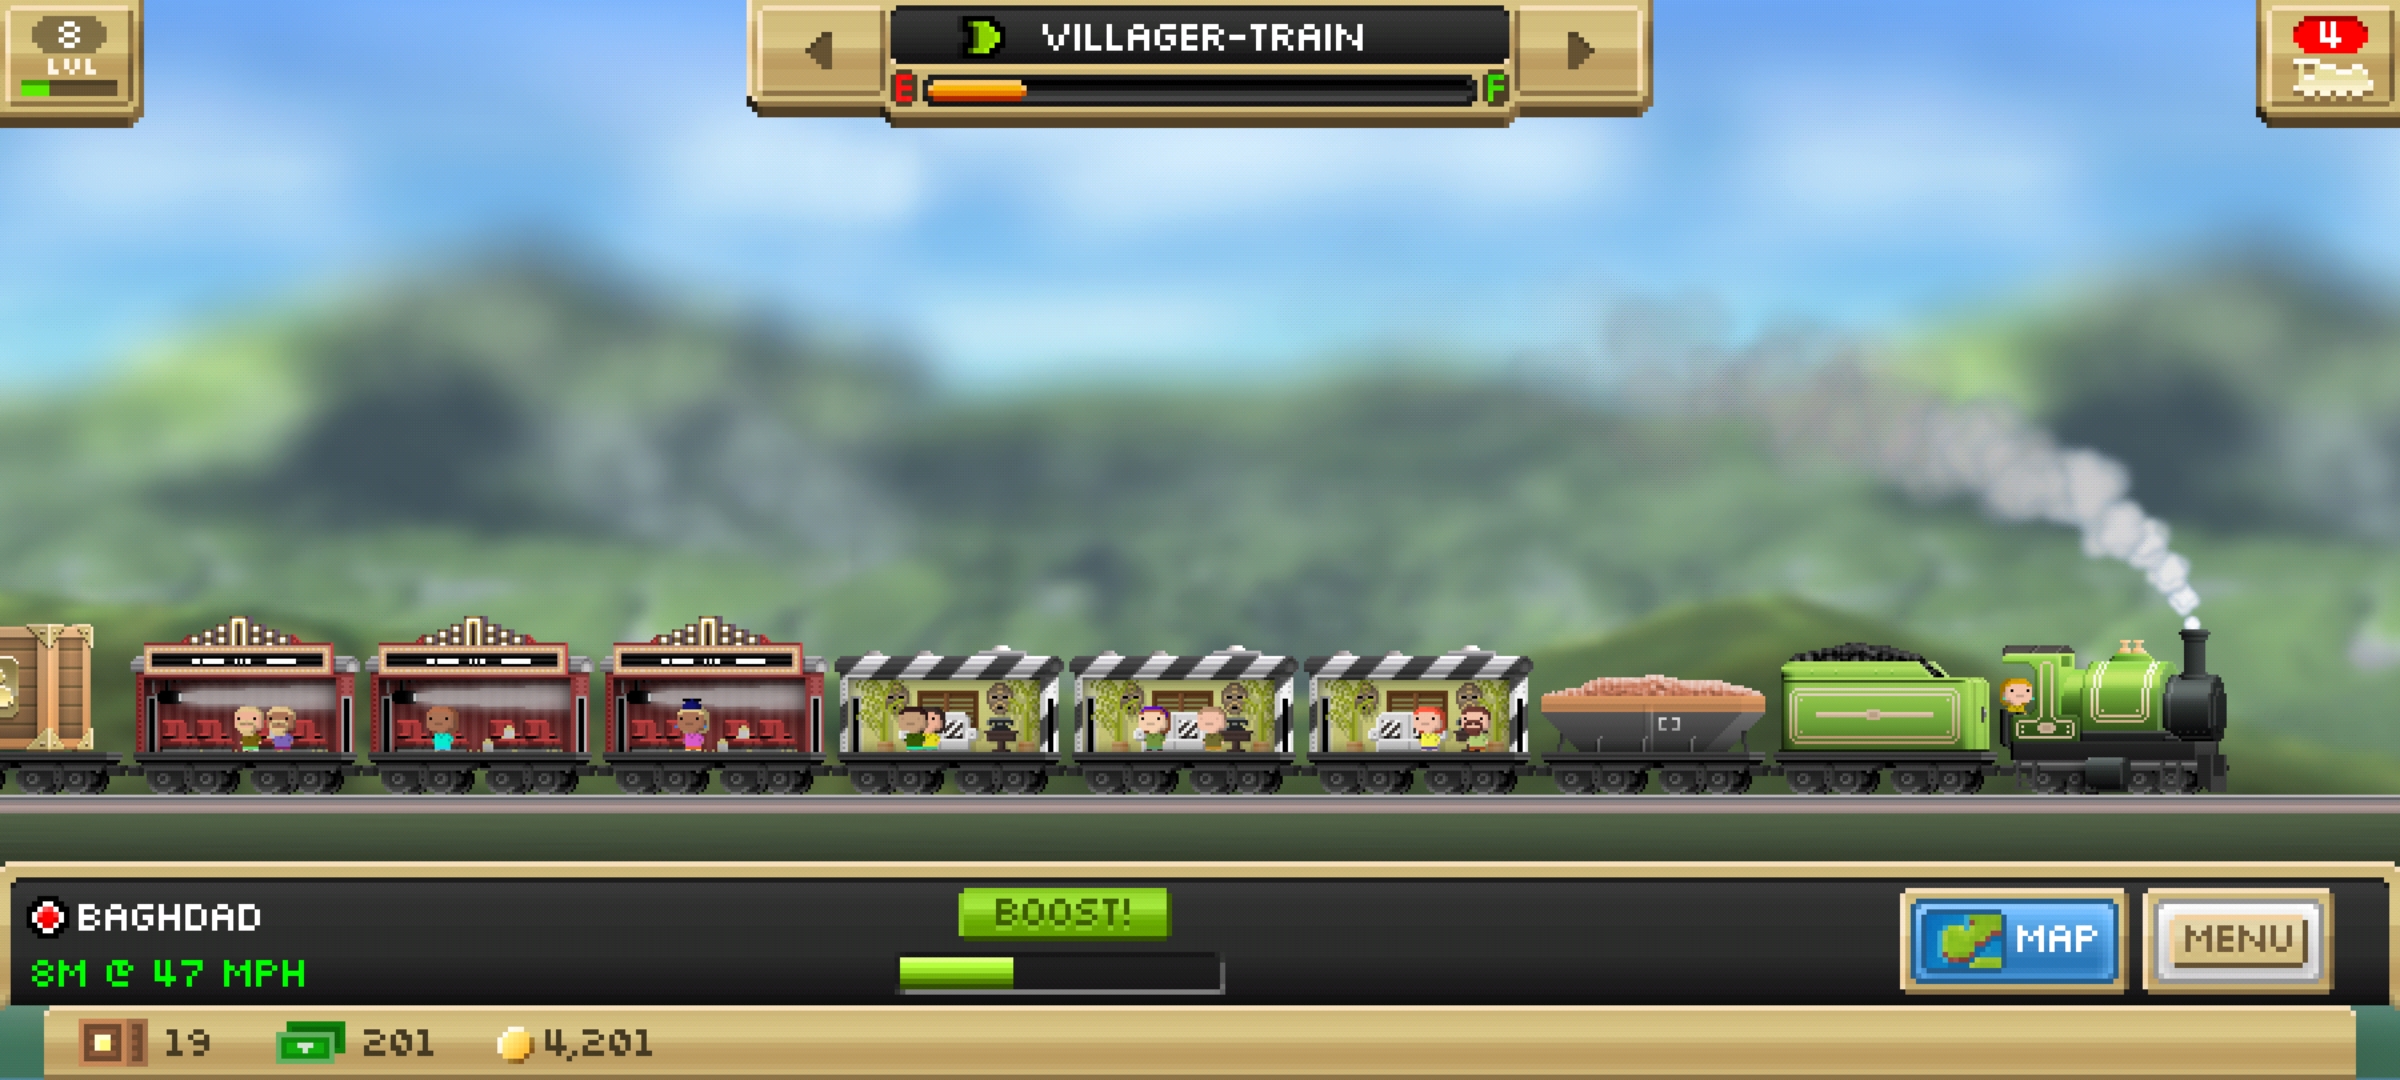 8
LVL
VILLAGER-TRAIN
E F
4
BAGHDAD
8M @ 47 MPH
BOOST!
MAP
MENU
19
201
4,201